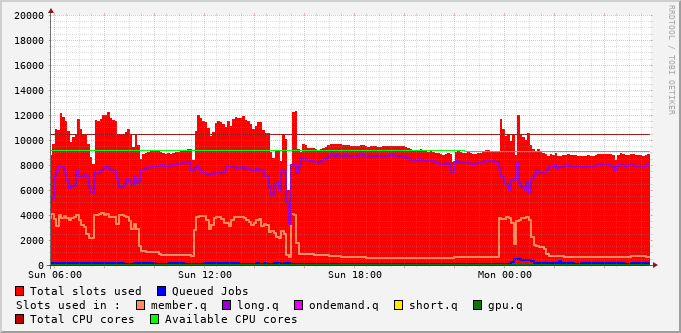 20000
18000
16000
14000
12000
10000
8000
6000
4000
2000
0
Sun 06:00 Sun 12:00 Sun 18:00 Mon 00:00
Total slots used Queued Jobs
Slots used in : member.q long.q ondemand.q short.q gpu.q
Total CPU cores Available CPU cores
RRDTOOL / TOBI OETIKER